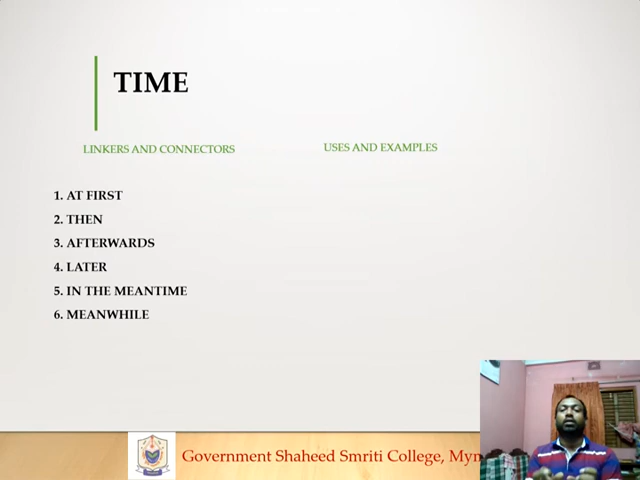 TIME
LINKERS AND CONNECTORS
USES AND EXAMPLES
1. AT FIRST
2. THEN
3. AFTERWARDS
4. LATER
5. IN THE MEANTIME
6. MEANWHILE
Government Shaheed Smriti College,